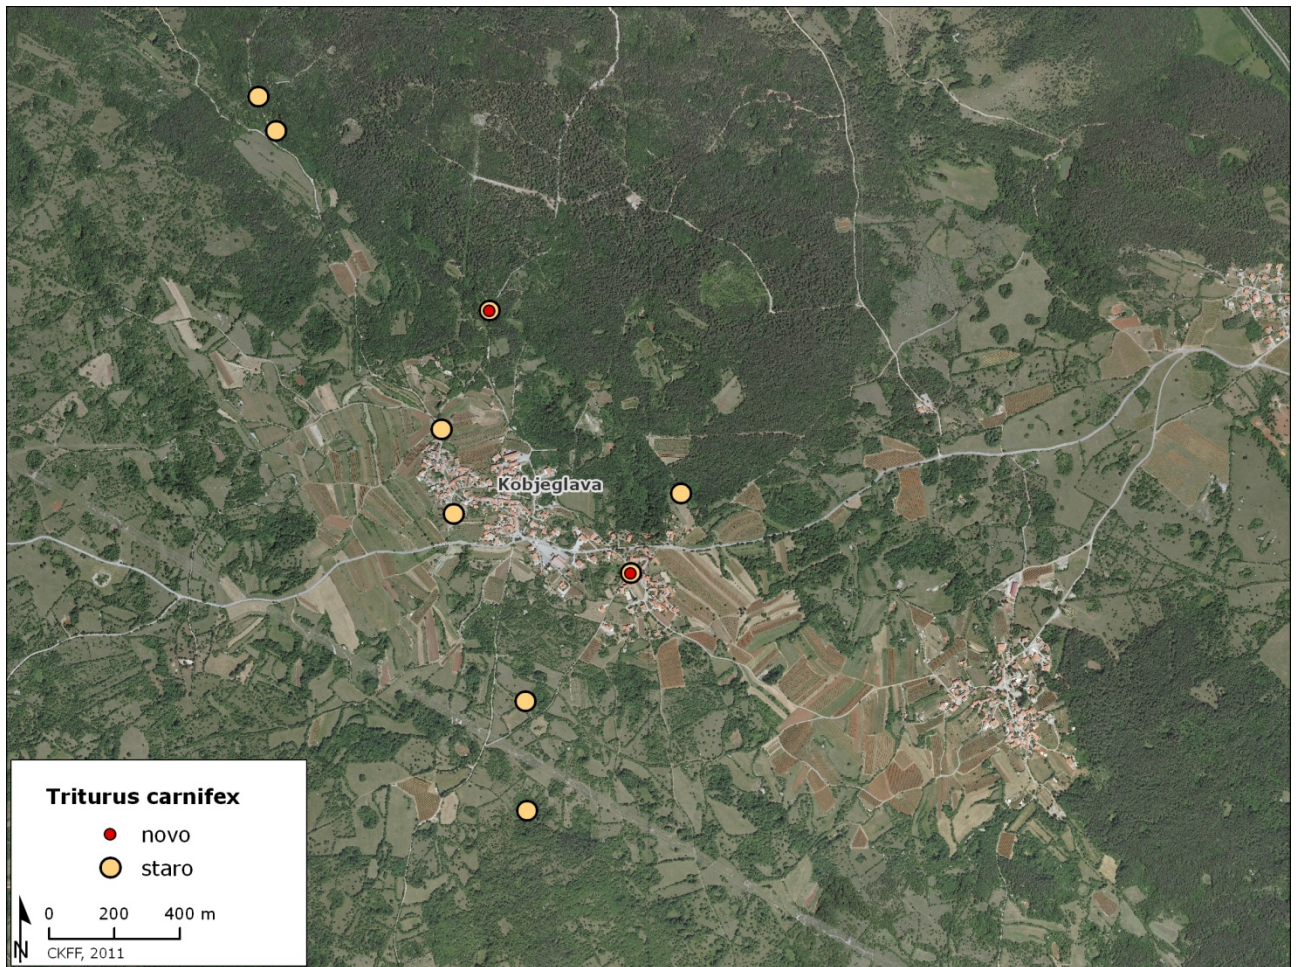 Kobjeglava
Triturus carnifex
novo
staro
0 200 400 m
N
CKFF, 2011